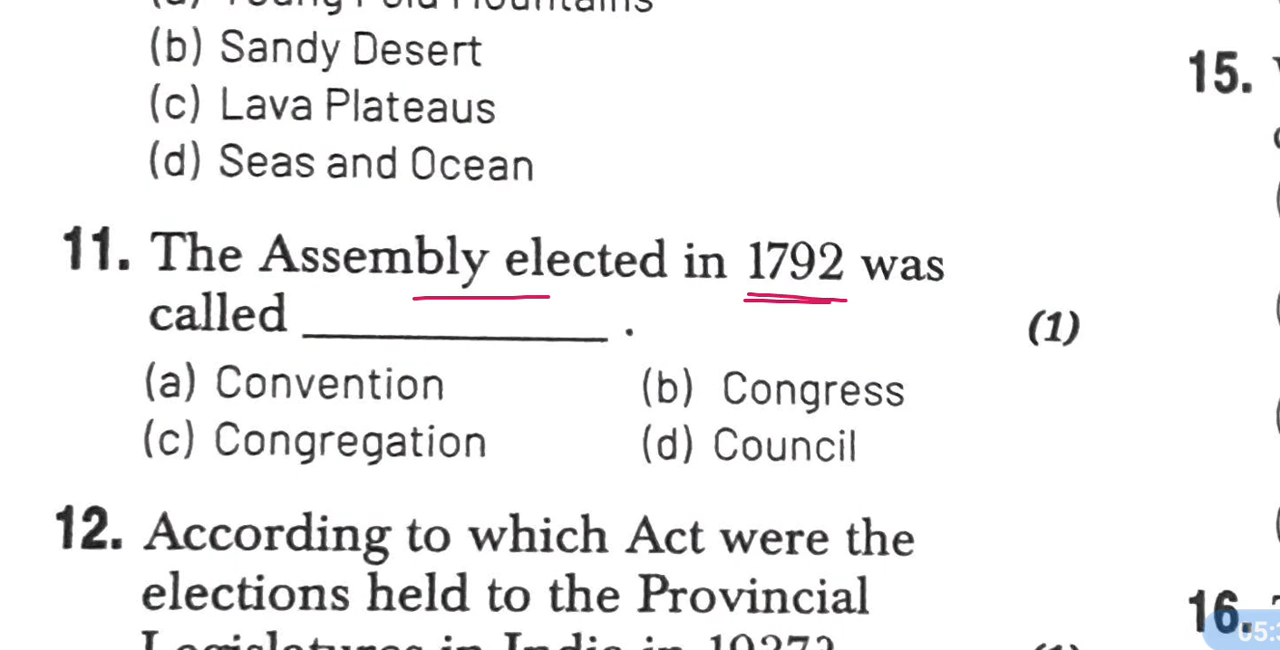 (b) Sandy Desert
(c) Lava Plateaus
(d) Seas and Ocean
11. The Assembly elected in 1792 was
called ____________ .
(1)
(a) Convention
(b) Congress
(c) Congregation
(d) Council
12. According to which Act were the
elections held to the Provincial
15.
16.